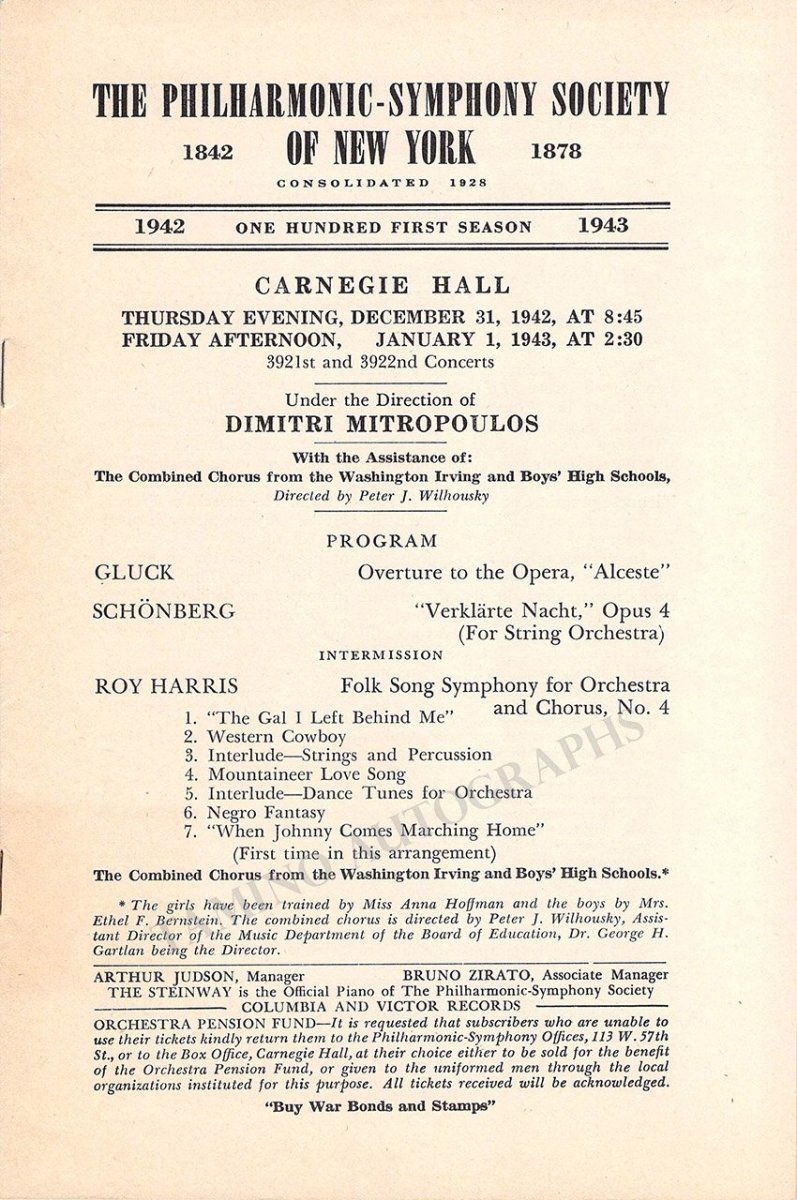 THE PHILHARMONIC-SYMPHONY SOCIETY
1842 OF NEW YORK 1878
CONSOLIDATED 1928
1942 ONE HUNDRED FIRST SEASON 1943
CARNEGIE HALL
THURSDAY EVENING, DECEMBER 31, 1942, AT 8:45
FRIDAY AFTERNOON, JANUARY 1, 1943, AT 2:30
3921st and 3922nd Concerts
Under the Direction of
DIMITRI MITROPOULOS
With the Assistance of:
The Combined Chorus from the Washington Irving and Boys' High Schools,
Directed by Peter J. Wilhousky
PROGRAM
GLUCK Overture to the Opera, "Alceste"
SCHÖNBERG "Verklärte Nacht," Opus 4
(For String Orchestra)
INTERMISSION
ROY HARRIS Folk Song Symphony for Orchestra
and Chorus, No. 4
1. "The Gal I Left Behind Me"
2. Western Cowboy
3. Interlude—Strings and Percussion
4. Mountaineer Love Song
5. Interlude—Dance Tunes for Orchestra
6. Negro Fantasy
7. "When Johnny Comes Marching Home"
(First time in this arrangement)
The Combined Chorus from the Washington Irving and Boys' High Schools.*
* The girls have been trained by Miss Anna Hoffman and the boys by Mrs.
Ethel F. Bernstein. The combined chorus is directed by Peter J. Wilhousky, Assis-
tant Director of the Music Department of the Board of Education, Dr. George H.
Gartlan being the Director.
ARTHUR JUDSON, Manager BRUNO ZIRATO, Associate Manager
THE STEINWAY is the Official Piano of The Philharmonic-Symphony Society
COLUMBIA AND VICTOR RECORDS
ORCHESTRA PENSION FUND—It is requested that subscribers who are unable to
use their tickets kindly return them to the Philharmonic-Symphony Offices, 113 W. 57th
St., or to the Box Office, Carnegie Hall, at their choice either to be sold for the benefit
of the Orchestra Pension Fund, or given to the uniformed men through the local
organizations instituted for this purpose. All tickets received will be acknowledged.
"Buy War Bonds and Stamps"
TAMINO AUTOGRAPHS